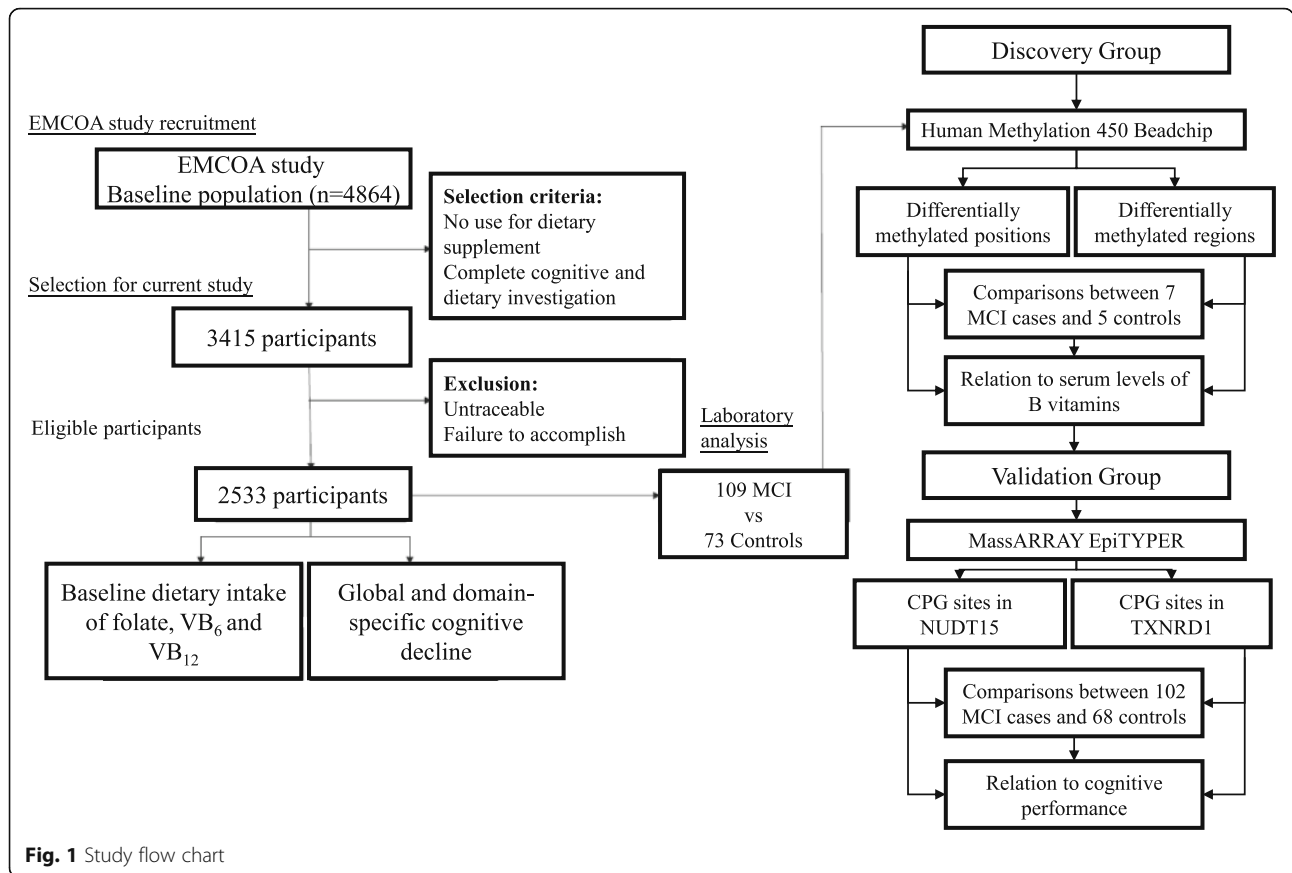 EMCOA study recruitment
EMCOA study
Baseline population (n=4864)
Selection criteria:
No use for dietary
supplement
Complete cognitive and
dietary investigation
Selection for current study
3415 participants
Exclusion:
Untraceable
Failure to accomplish
Eligible participants
2533 participants
Baseline dietary intake
of folate, VB6 and
VB12
Global and domain-
specific cognitive
decline
Laboratory
analysis
109 MCI
vs
73 Controls
Discovery Group
Human Methylation 450 Beadchip
Differentially
methylated positions
Differentially
methylated regions
Comparisons between 7
MCI cases and 5 controls
Relation to serum levels of
B vitamins
Validation Group
MassARRAY EpiTYPER
CPG sites in
NUDT15
CPG sites in
TXNRD1
Comparisons between 102
MCI cases and 68 controls
Relation to cognitive
performance
Fig. 1 Study flow chart